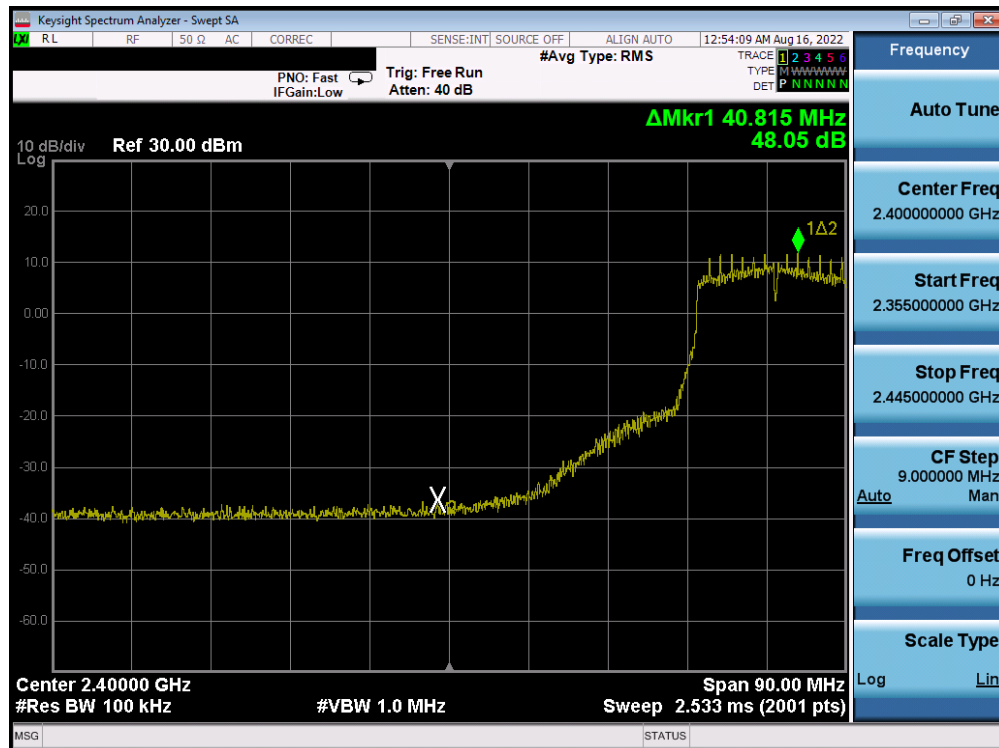 Keysight Spectrum Analyzer - Swept SA
LXI RL RF 50 Ω AC CORREC SENSE:INT SOURCE OFF ALIGN AUTO 12:54:09 AM Aug 16, 2022
PNO: Fast
IFGain:Low
Trig: Free Run
Atten: 40 dB
#Avg Type: RMS
TRACE 1 2 3 4 5 6
TYPE M WWWWW
DET P N N N N N
ΔMkr1 40.815 MHz
48.05 dB
10 dB/div Ref 30.00 dBm
Log
20.0
10.0
0.00
-10.0
-20.0
-30.0
-40.0
-50.0
-60.0
1Δ2
X2
Center 2.40000 GHz Span 90.00 MHz
#Res BW 100 kHz #VBW 1.0 MHz Sweep 2.533 ms (2001 pts)
MSG STATUS
Frequency
Auto Tune
Center Freq
2.400000000 GHz
Start Freq
2.355000000 GHz
Stop Freq
2.445000000 GHz
CF Step
9.000000 MHz
Auto Man
Freq Offset
0 Hz
Scale Type
Log Lin